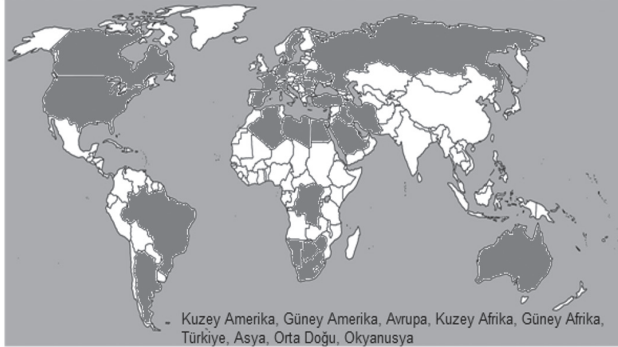 Kuzey Amerika, Güney Amerika, Avrupa, Kuzey Afrika, Güney Afrika,
Türkiye, Asya, Orta Doğu, Okyanusya